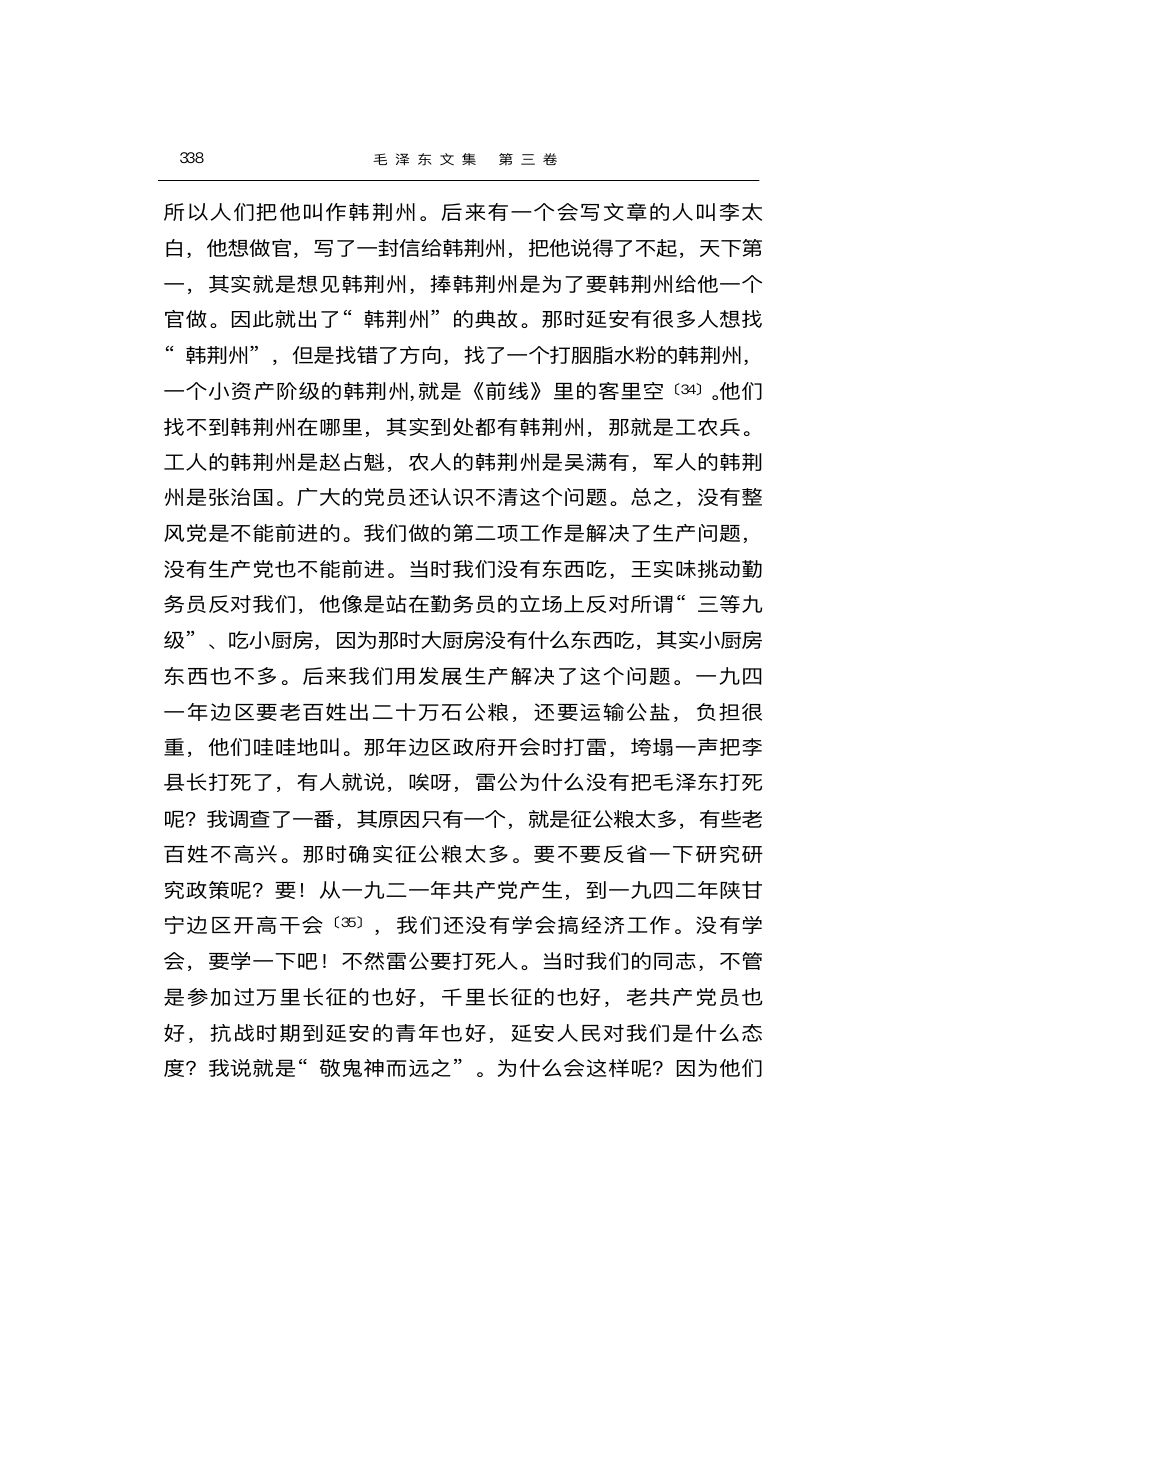 338 毛泽东文集 第三卷
所以人们把他叫作韩荆州。后来有一个会写文章的人叫李太
白，他想做官，写了一封信给韩荆州，把他说得了不起，天下第
一，其实就是想见韩荆州，捧韩荆州是为了要韩荆州给他一个
官做。因此就出了“韩荆州”的典故。那时延安有很多人想找
“韩荆州”，但是找错了方向，找了一个打胭脂水粉的韩荆州，
一个小资产阶级的韩荆州,就是《前线》里的客里空〔34〕。他们
找不到韩荆州在哪里，其实到处都有韩荆州，那就是工农兵。
工人的韩荆州是赵占魁，农人的韩荆州是吴满有，军人的韩荆
州是张治国。广大的党员还认识不清这个问题。总之，没有整
风党是不能前进的。我们做的第二项工作是解决了生产问题，
没有生产党也不能前进。当时我们没有东西吃，王实味挑动勤
务员反对我们，他像是站在勤务员的立场上反对所谓“三等九
级”、吃小厨房，因为那时大厨房没有什么东西吃，其实小厨房
东西也不多。后来我们用发展生产解决了这个问题。一九四
一年边区要老百姓出二十万石公粮，还要运输公盐，负担很
重，他们哇哇地叫。那年边区政府开会时打雷，垮塌一声把李
县长打死了，有人就说，唉呀，雷公为什么没有把毛泽东打死
呢？我调查了一番，其原因只有一个，就是征公粮太多，有些老
百姓不高兴。那时确实征公粮太多。要不要反省一下研究研
究政策呢？要！从一九二一年共产党产生，到一九四二年陕甘
宁边区开高干会〔35〕，我们还没有学会搞经济工作。没有学
会，要学一下吧！不然雷公要打死人。当时我们的同志，不管
是参加过万里长征的也好，千里长征的也好，老共产党员也
好，抗战时期到延安的青年也好，延安人民对我们是什么态
度？我说就是“敬鬼神而远之”。为什么会这样呢？因为他们